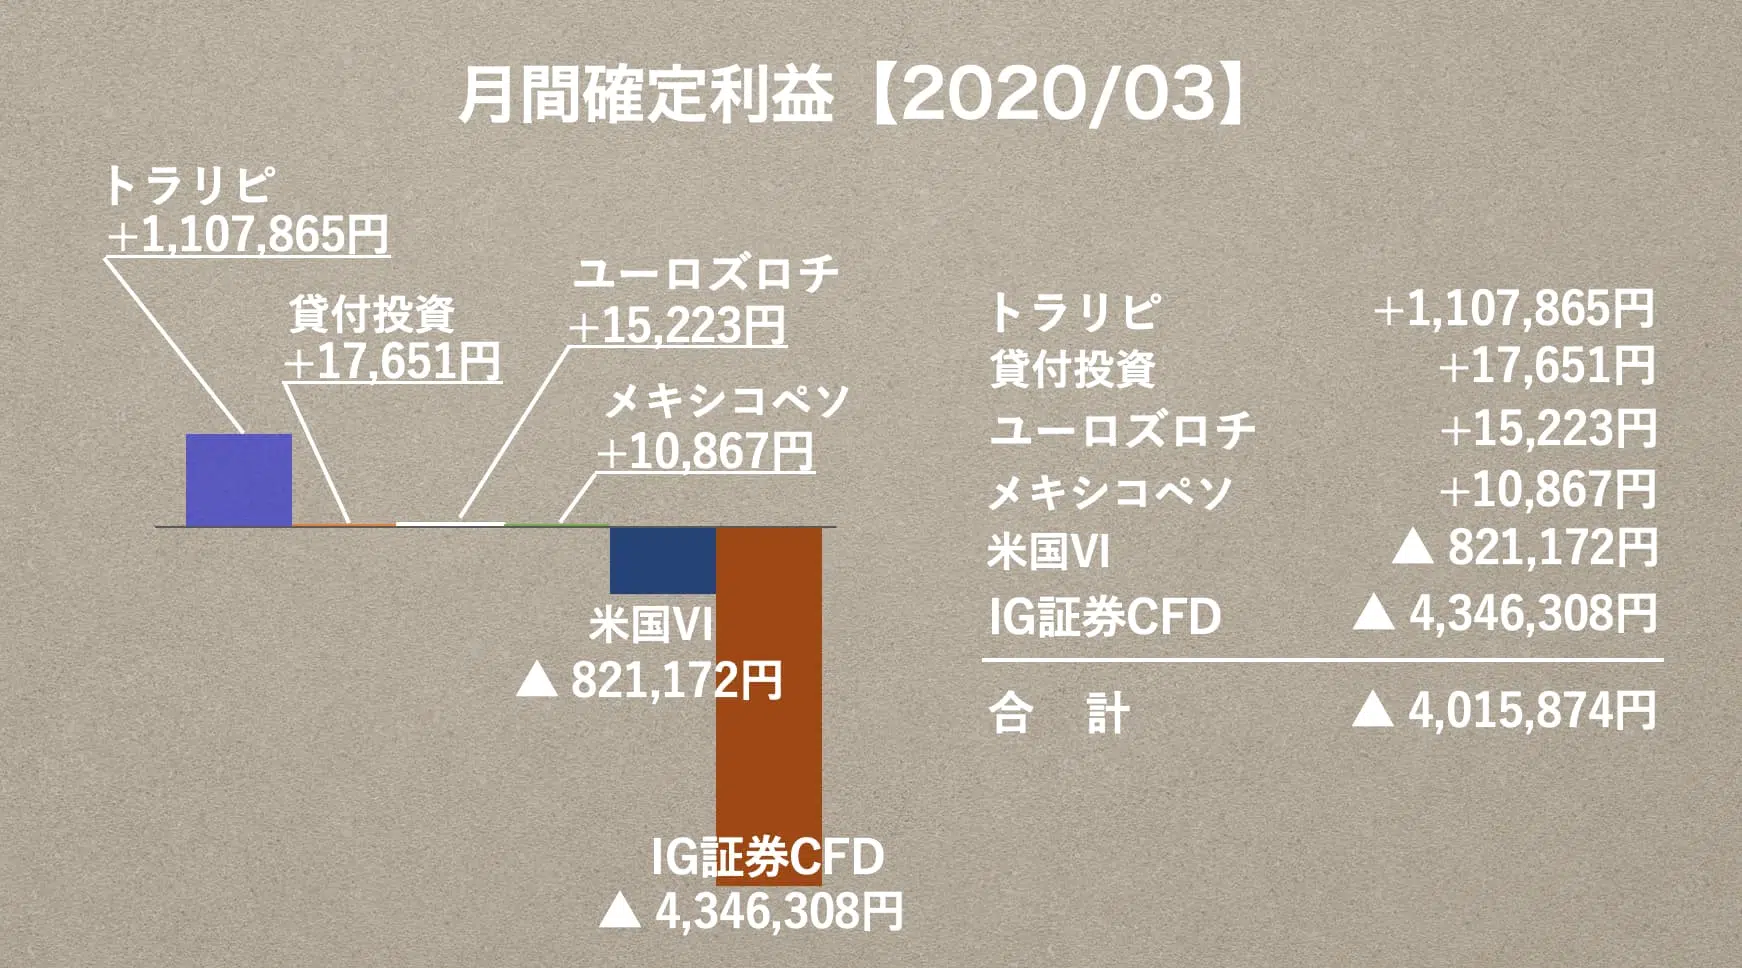 月間確定利益【2020/03】
トラリピ
+1,107,865円
貸付投資
+17,651円
ユーロズロチ
+15,223円
メキシコペソ
+10,867円
米国VI
▲ 821,172円
IG証券CFD
▲ 4,346,308円
トラリピ +1,107,865円
貸付投資 +17,651円
ユーロズロチ +15,223円
メキシコペソ +10,867円
米国VI ▲ 821,172円
IG証券CFD ▲ 4,346,308円
合 計 ▲ 4,015,874円